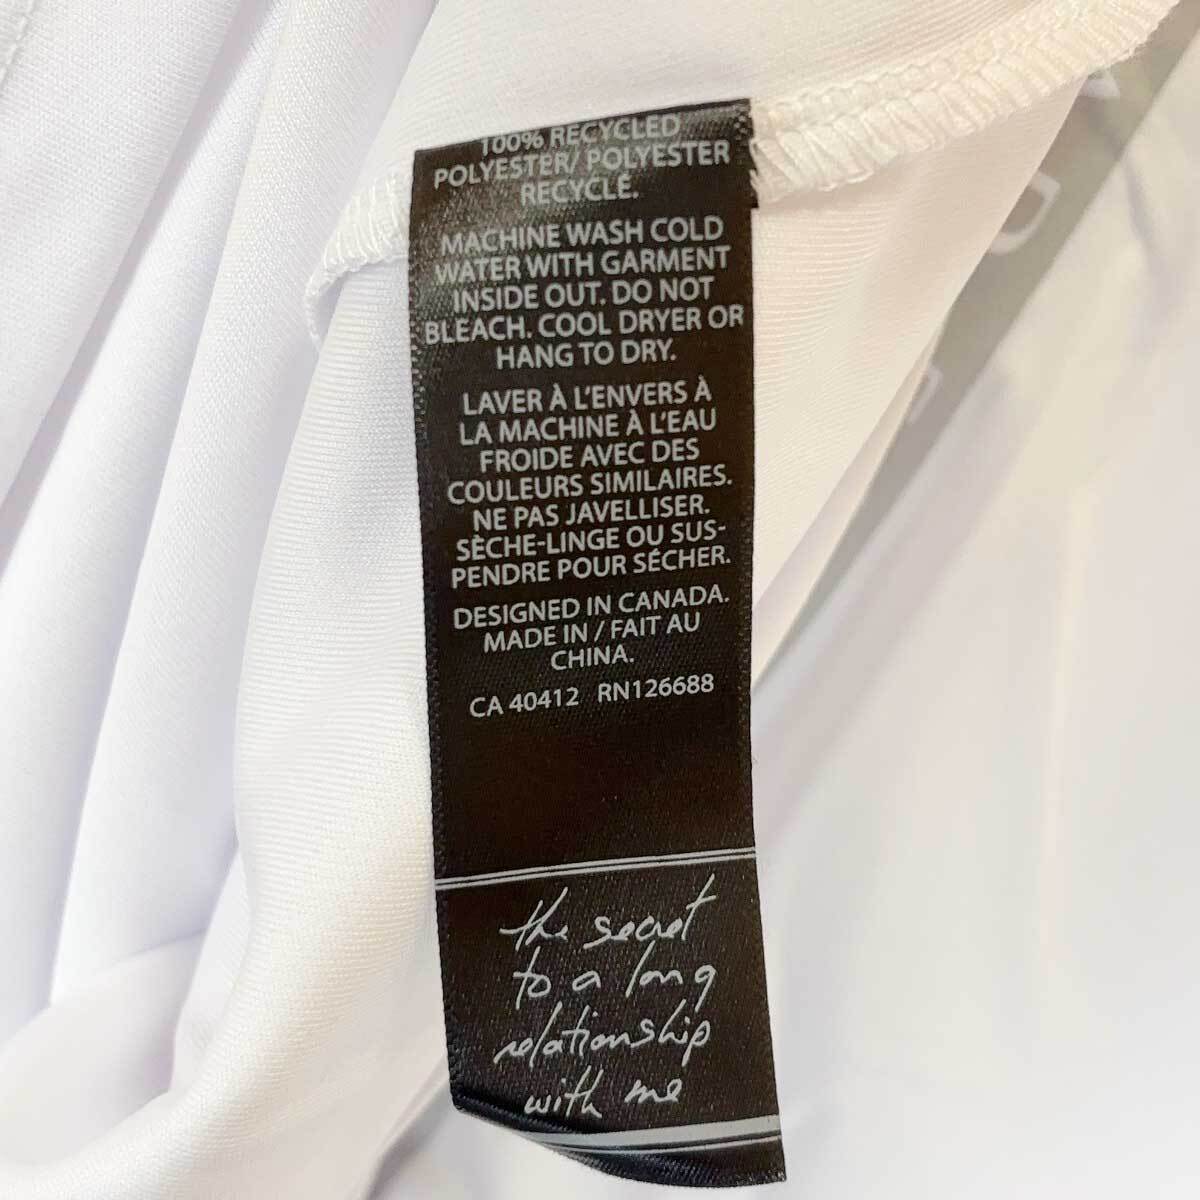 100% RECYCLED
POLYESTER/ POLYESTER
RECYCLÉ.
MACHINE WASH COLD
WATER WITH GARMENT
INSIDE OUT. DO NOT
BLEACH. COOL DRYER OR
HANG TO DRY.
LAVER À L'ENVERS À
LA MACHINE À L'EAU
FROIDE AVEC DES
COULEURS SIMILAIRES.
NE PAS JAVELLISER.
SÈCHE-LINGE OU SUS-
PENDRE POUR SÉCHER.
DESIGNED IN CANADA.
MADE IN / FAIT AU
CHINA.
CA 40412 RN126688
the secret
to a long
relationship
with me